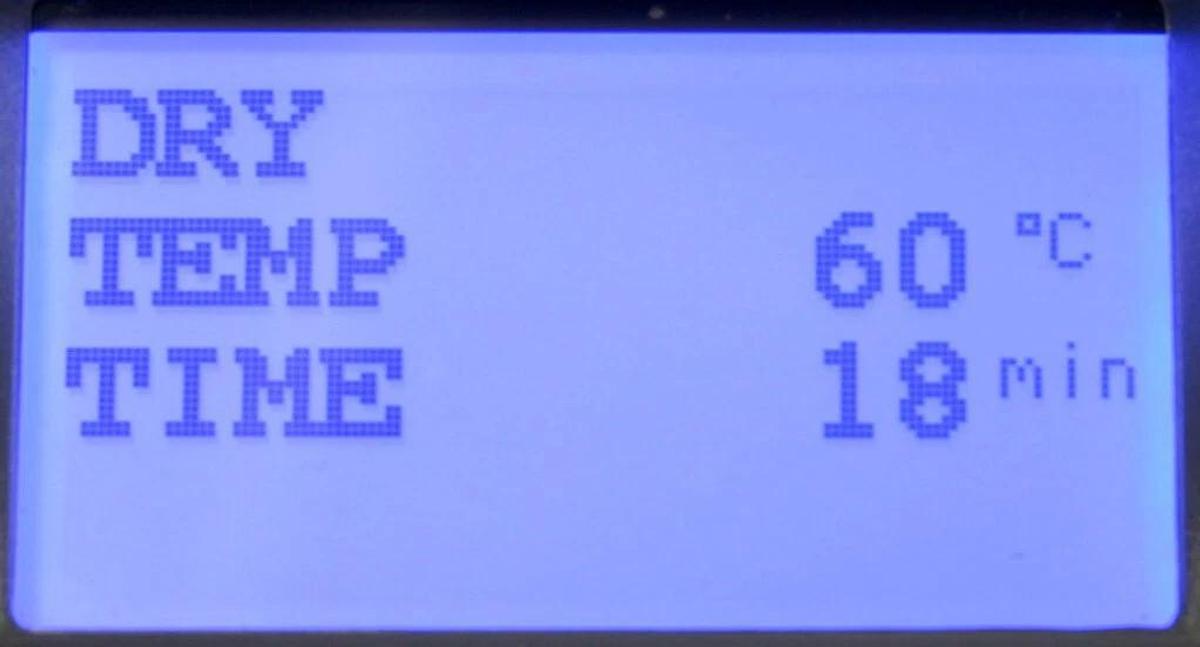 DRY
TEMP 60 °C
TIME 18 min